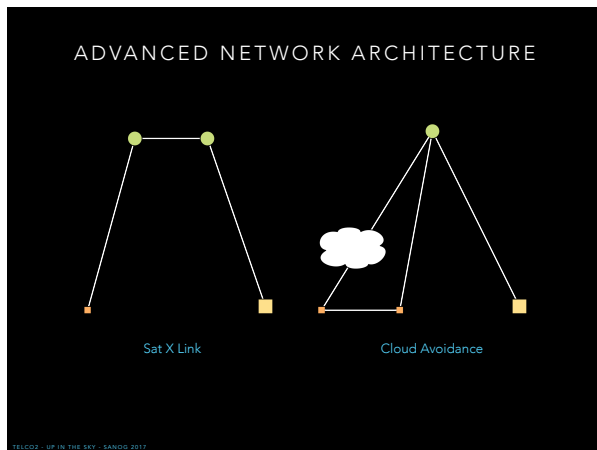 ADVANCED NETWORK ARCHITECTURE
Sat X Link
Cloud Avoidance
TELCO2 - UP IN THE SKY - SANOG 2017